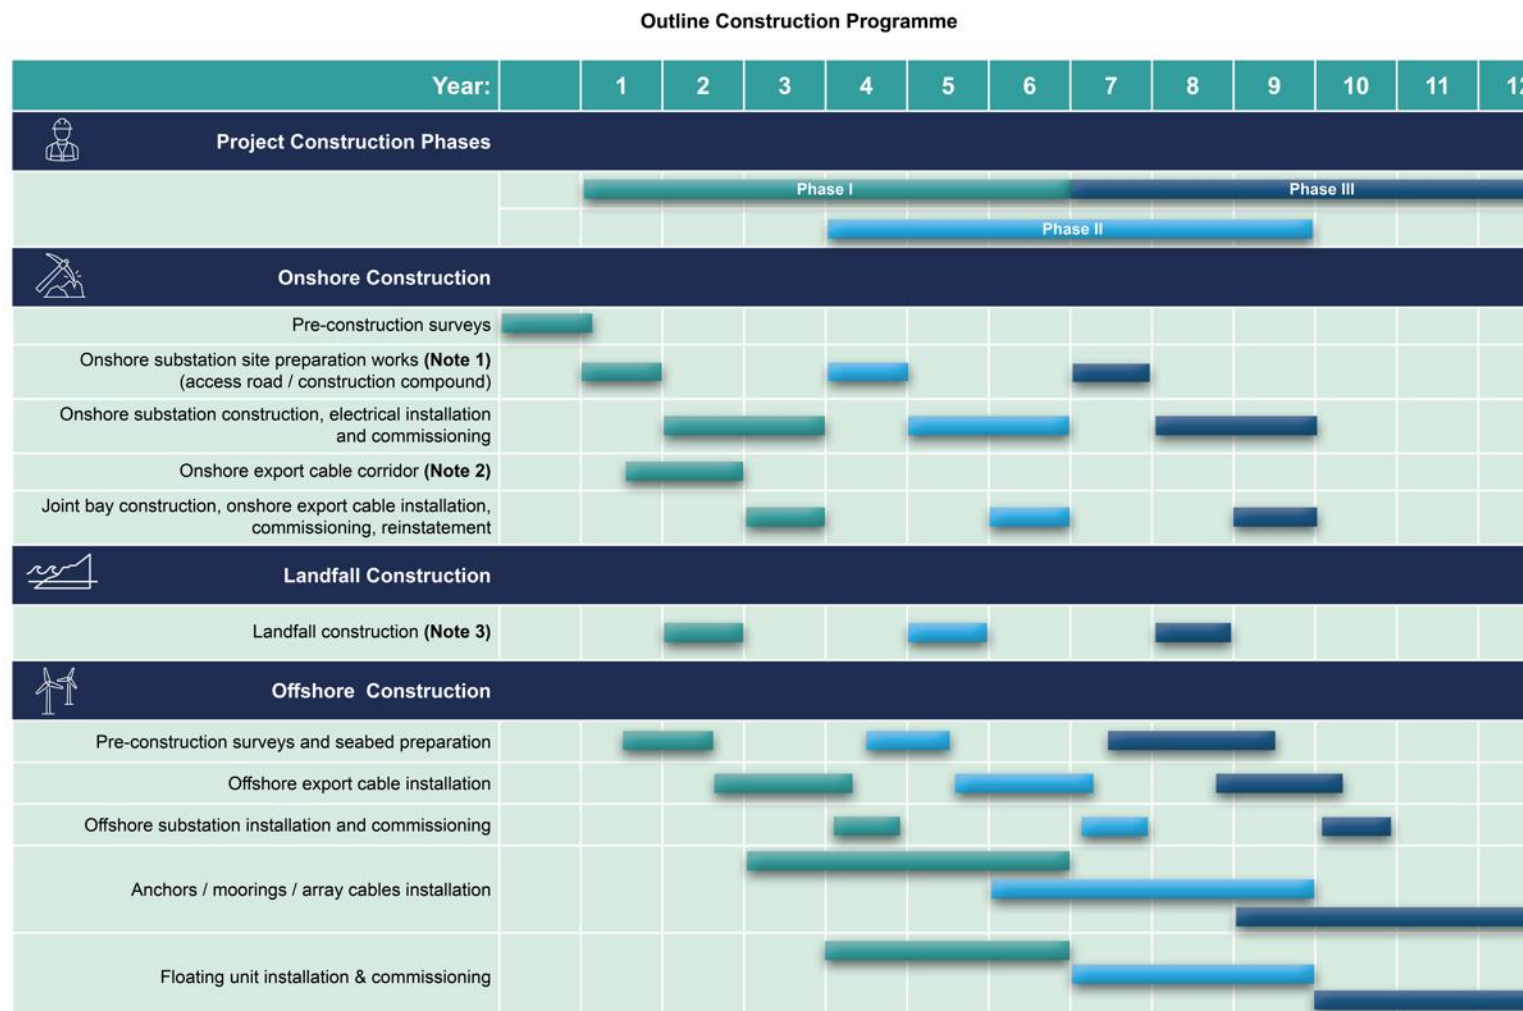 Outline Construction Programme
Year: 1 2 3 4 5 6 7 8 9 10 11
Project Construction Phases
Phase I Phase III
Phase II
Onshore Construction
Pre-construction surveys
Onshore substation site preparation works (Note 1)
(access road / construction compound)
Onshore substation construction, electrical installation
and commissioning
Onshore export cable corridor (Note 2)
Joint bay construction, onshore export cable installation,
commissioning, reinstatement
Landfall Construction
Landfall construction (Note 3)
Offshore Construction
Pre-construction surveys and seabed preparation
Offshore export cable installation
Offshore substation installation and commissioning
Anchors / moorings / array cables installation
Floating unit installation & commissioning